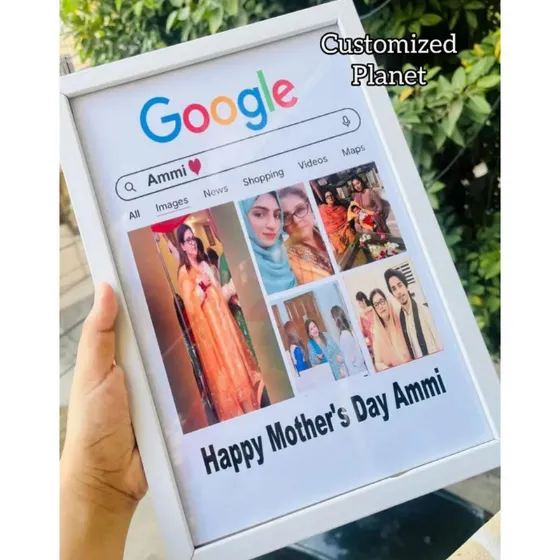 Customized
Planet
Google
Ammi
All Images News Shopping Videos Maps
Happy Mother's Day Ammi